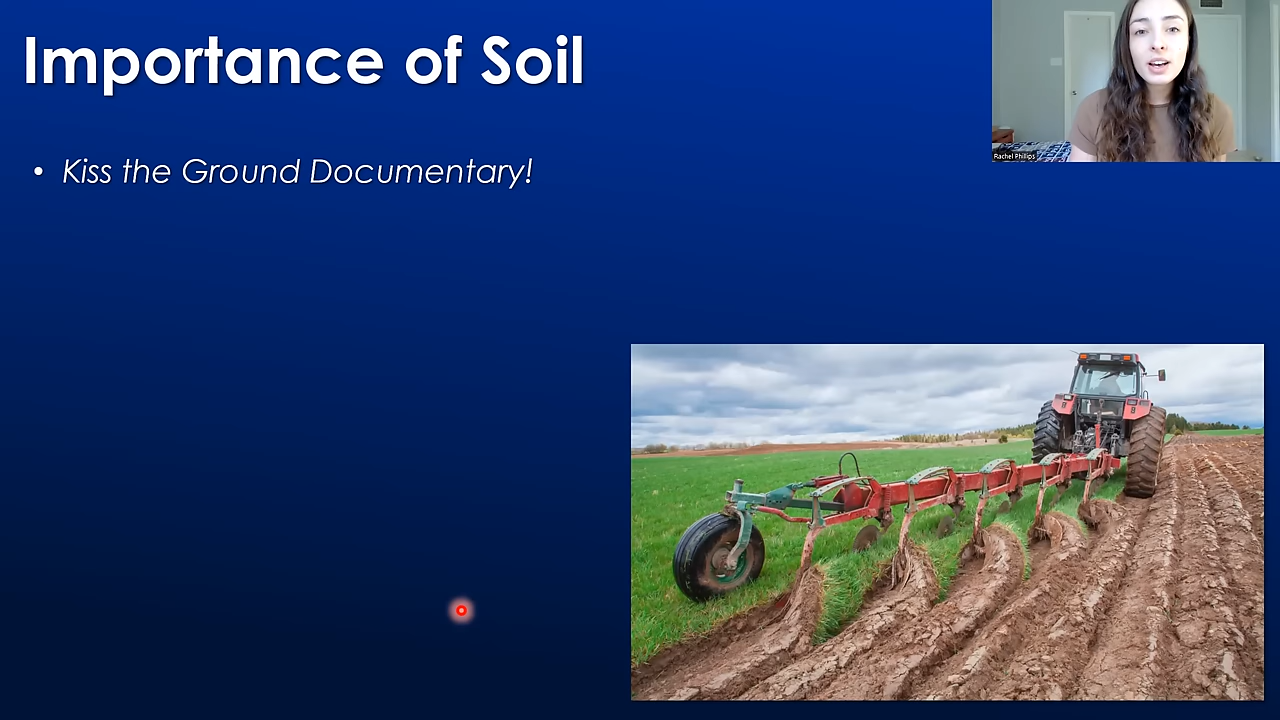 Importance of Soil
• Kiss the Ground Documentary!
Rachel Phillips